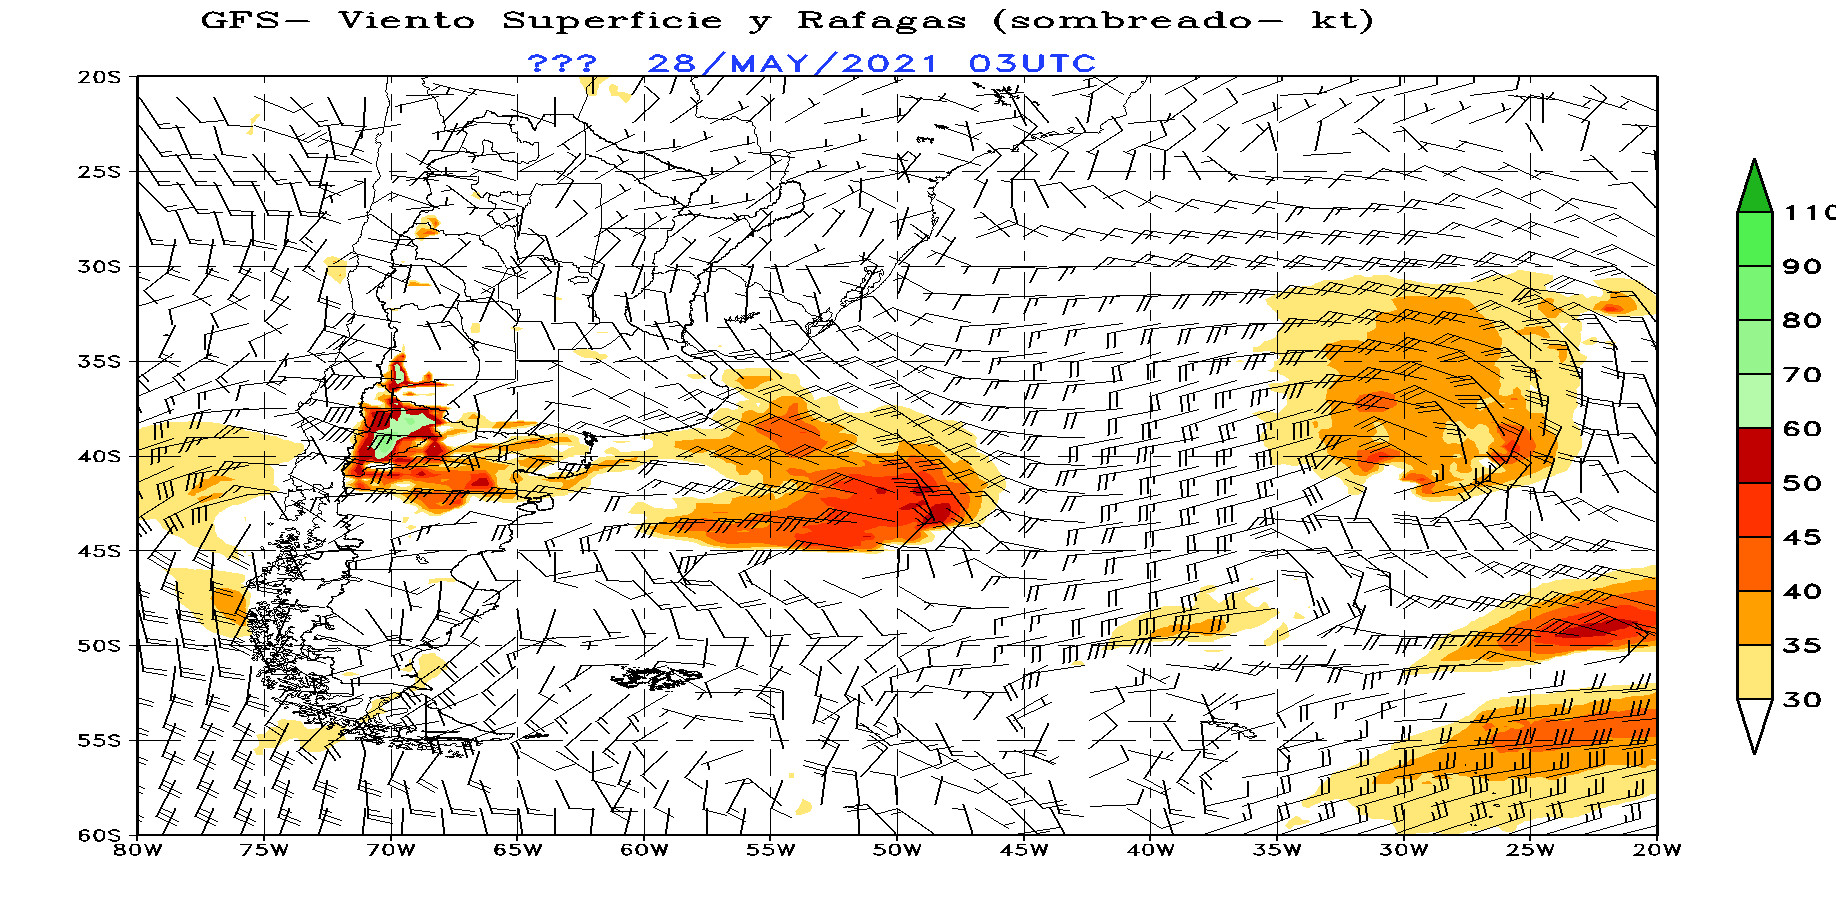 GFS- Viento Superficie y Rafagas (sombreado- kt)
??? 28/MAY/2021 03UTC
20S
25S
30S
35S
40S
45S
50S
55S
60S
80W 75W 70W 65W 60W 55W 50W 45W 40W 35W 30W 25W 20W
110
90
80
70
60
50
45
40
35
30